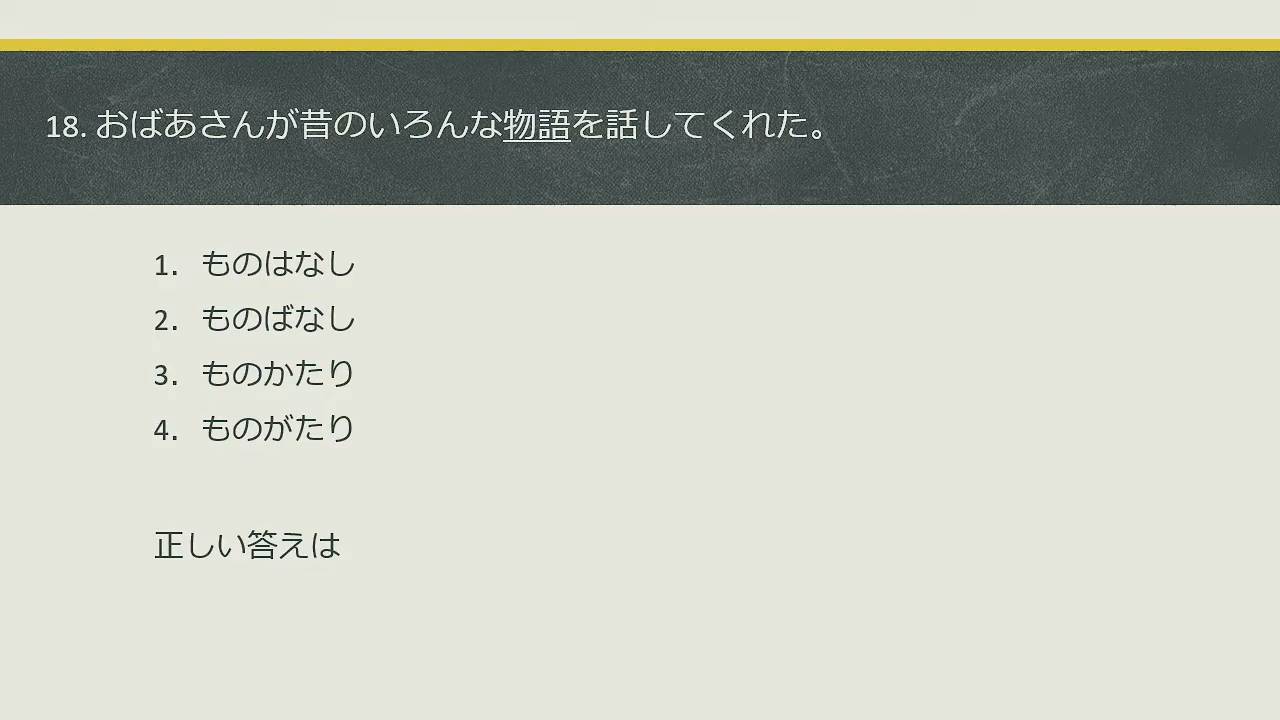 18. おばあさんが昔のいろんな物語を話してくれた。
1. ものはなし
2. ものばなし
3. ものかたり
4. ものがたり
正しい答えは